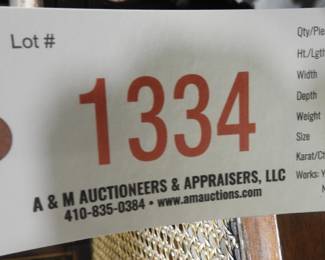 Lot #
1334
A & M AUCTIONEERS & APPRAISERS, LLC
410-835-0384 • www.amauctions.com
Qty/Pie
Ht./Lgth
Width
Depth
Weight
Size
Karat/Ct
Works: Y